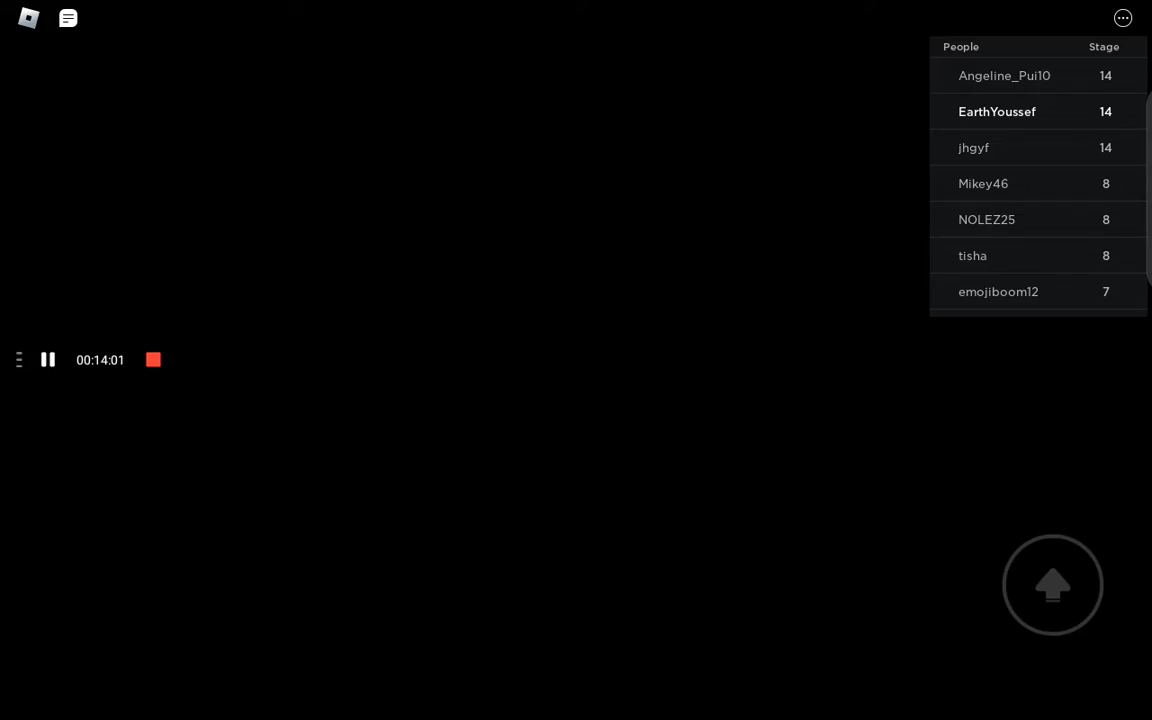 People Stage
Angeline_Pui10 14
EarthYoussef 14
jhgyf 14
Mikey46 8
NOLEZ25 8
tisha 8
emojiboom12 7
00:14:01